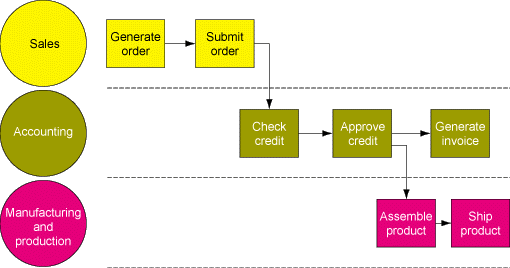 Sales
Generate
order
Submit
order
Accounting
Check
credit
Approve
credit
Generate
invoice
Manufacturing
and
production
Assemble
product
Ship
product